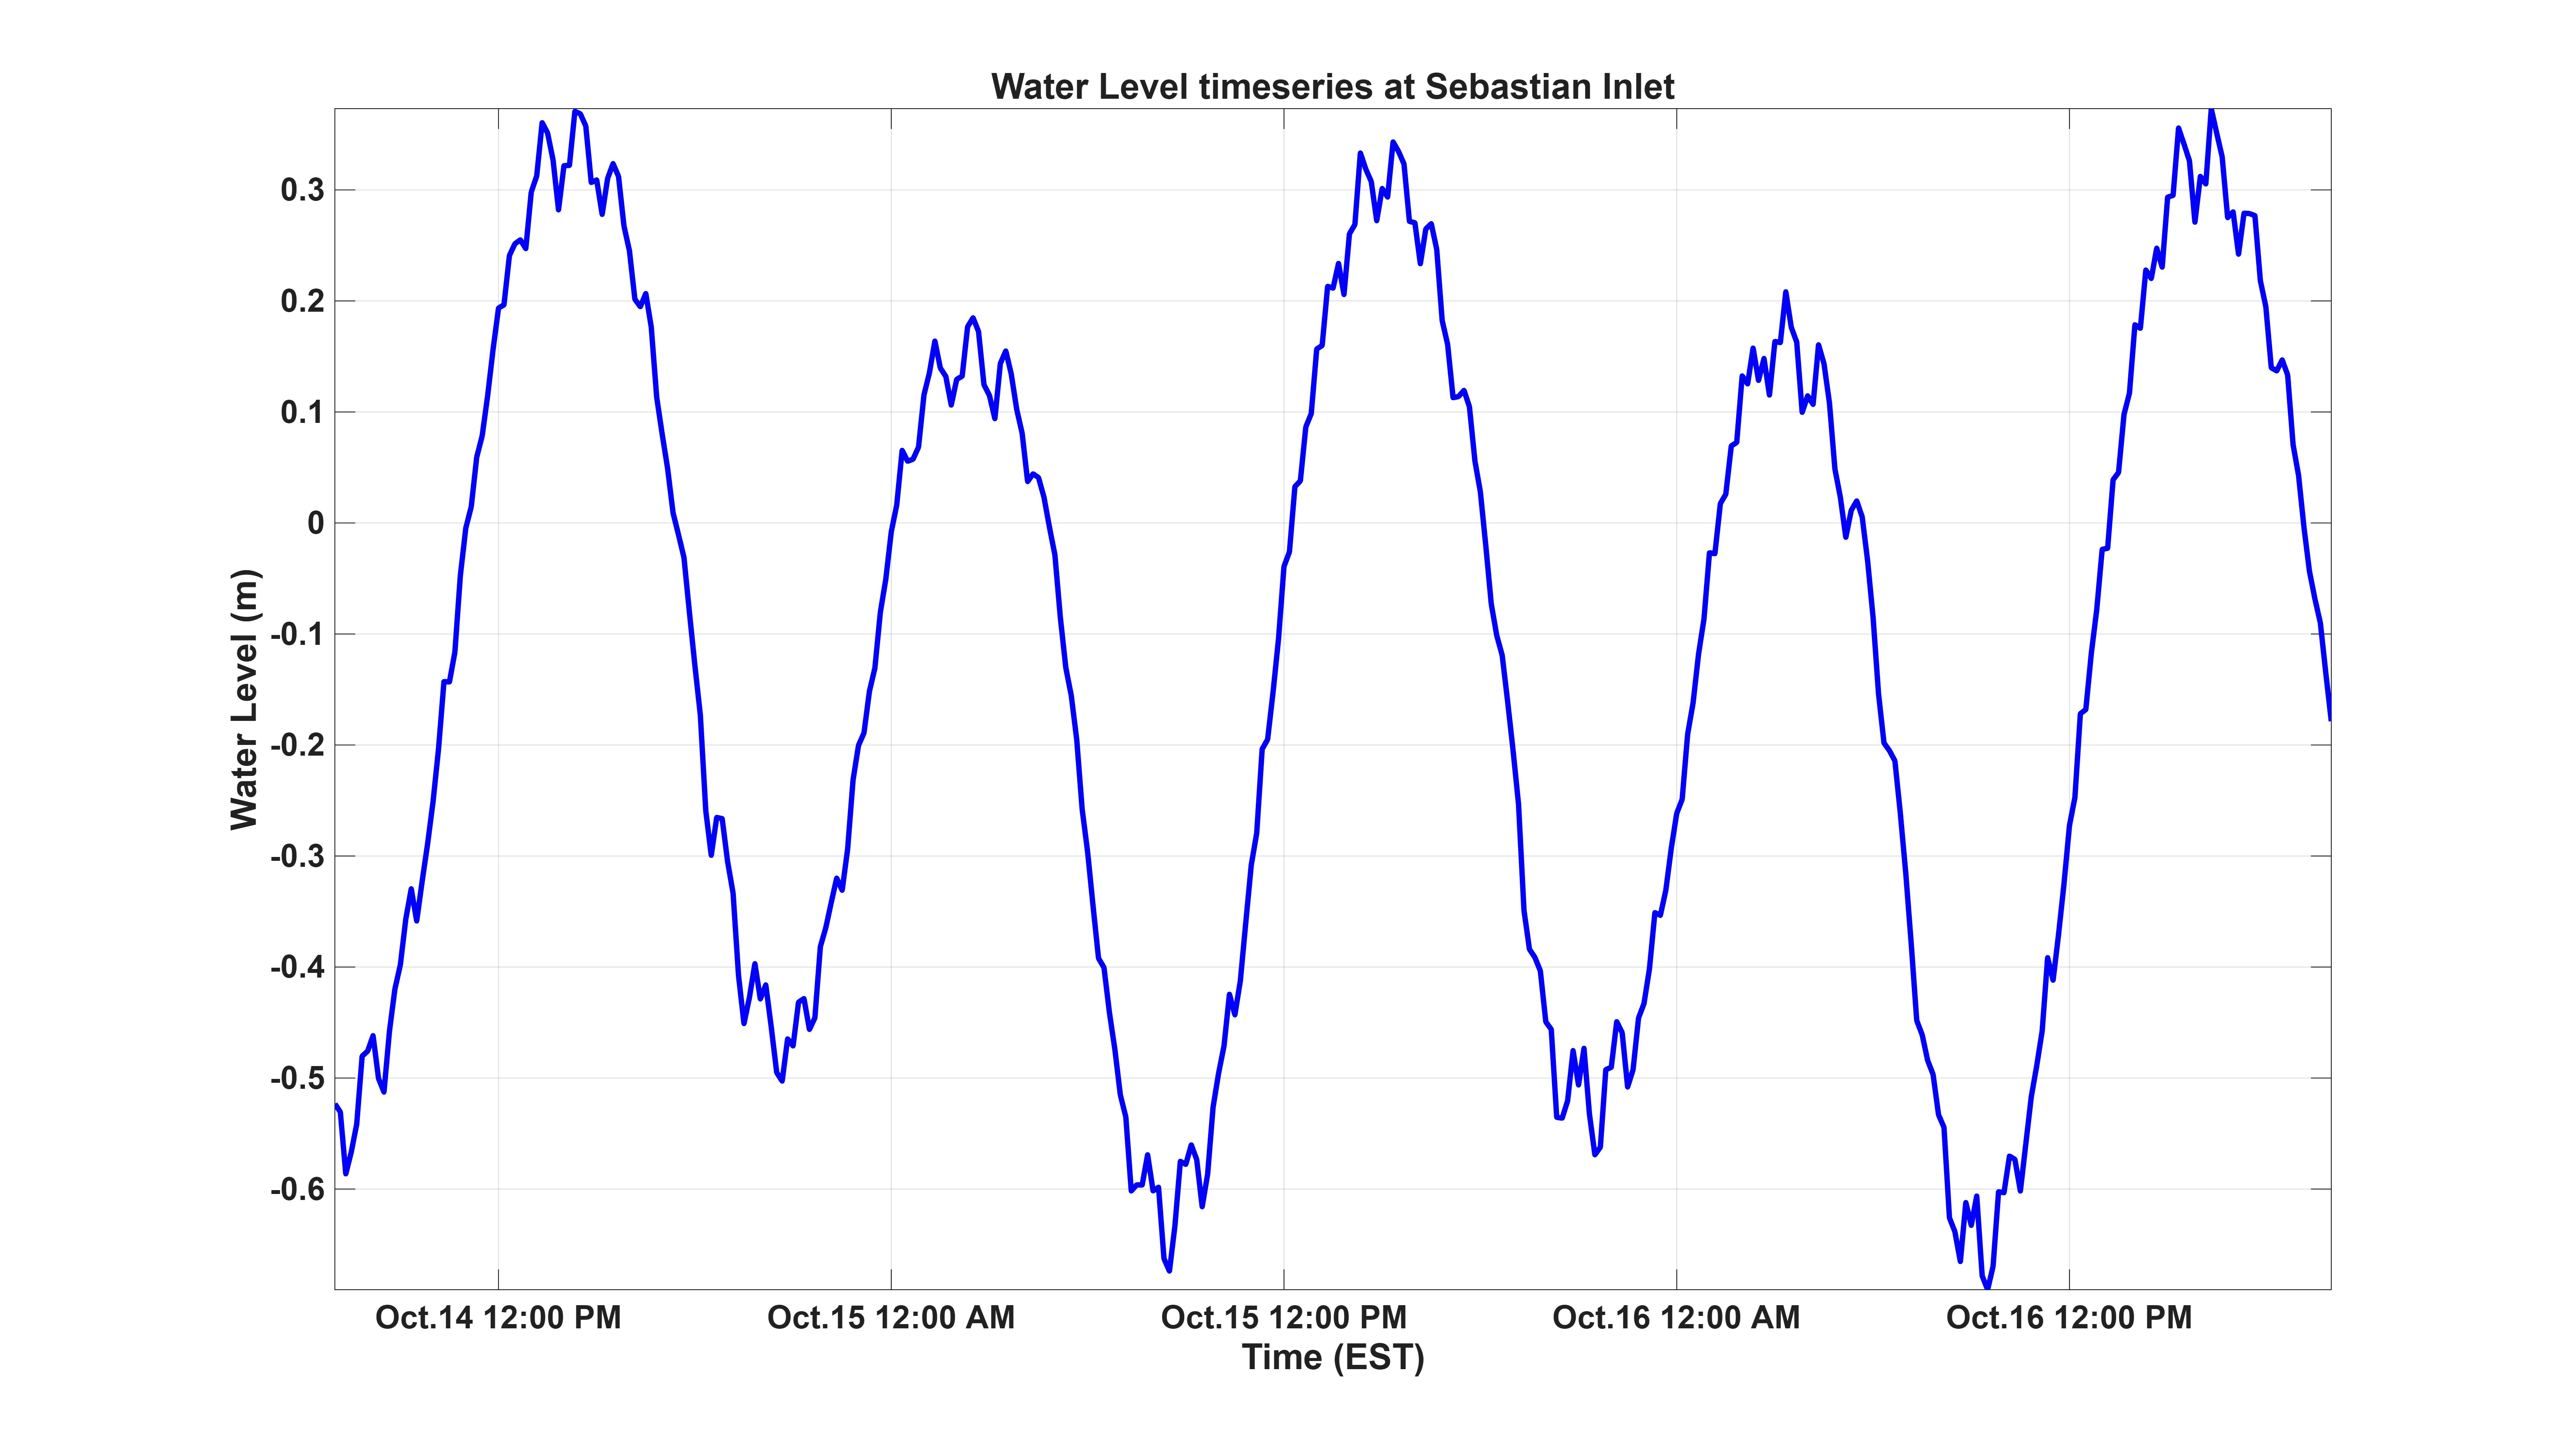 Water Level timeseries at Sebastian Inlet
0.3
0.2
0.1
0
-0.1
-0.2
-0.3
-0.4
-0.5
-0.6
Water Level (m)
Oct.14 12:00 PM Oct.15 12:00 AM Oct.15 12:00 PM Oct.16 12:00 AM Oct.16 12:00 PM
Time (EST)